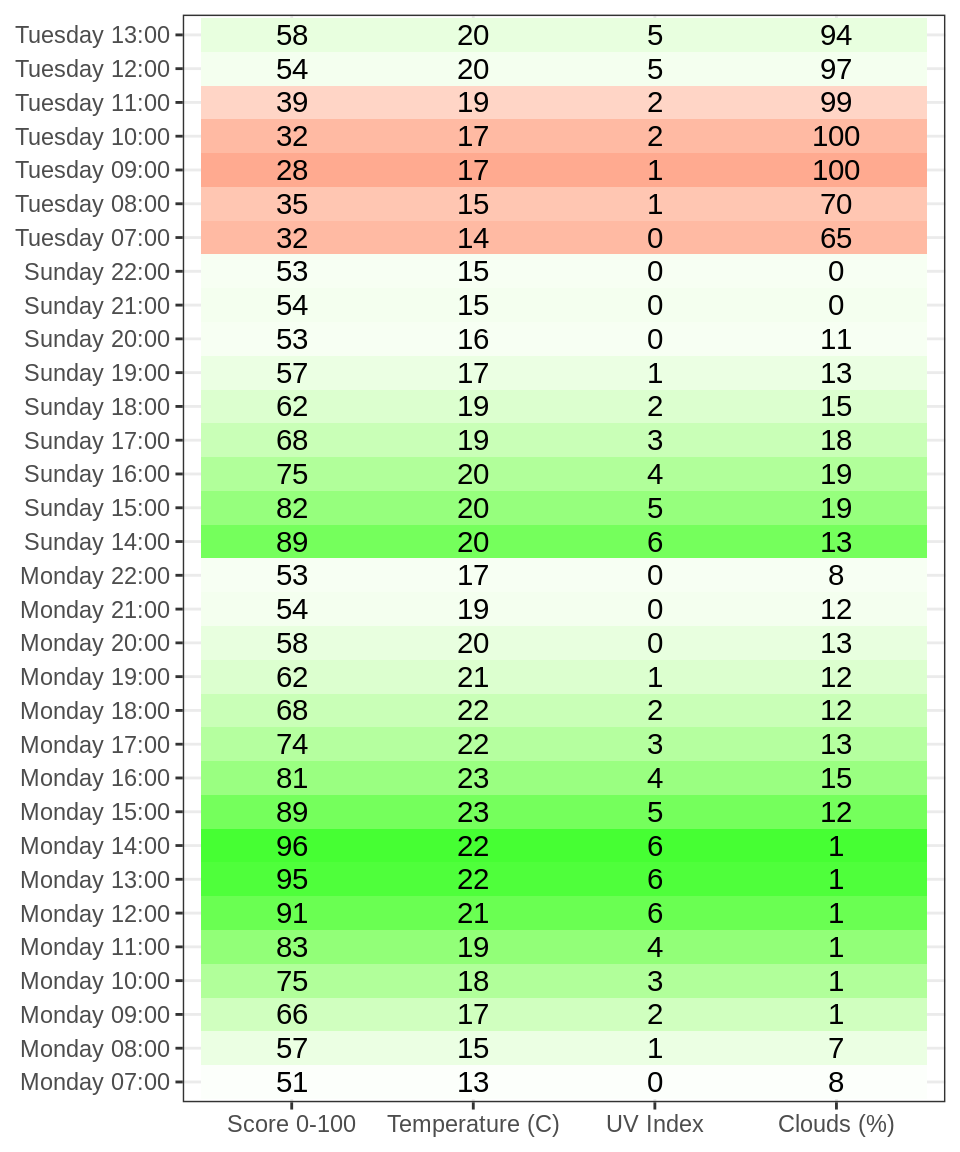 Tuesday 13:00 58 20 5 94
Tuesday 12:00 54 20 5 97
Tuesday 11:00 39 19 2 99
Tuesday 10:00 32 17 2 100
Tuesday 09:00 28 17 1 100
Tuesday 08:00 35 15 1 70
Tuesday 07:00 32 14 0 65
Sunday 22:00 53 15 0 0
Sunday 21:00 54 15 0 0
Sunday 20:00 53 16 0 11
Sunday 19:00 57 17 1 13
Sunday 18:00 62 19 2 15
Sunday 17:00 68 19 3 18
Sunday 16:00 75 20 4 19
Sunday 15:00 82 20 5 19
Sunday 14:00 89 20 6 13
Monday 22:00 53 17 0 8
Monday 21:00 54 19 0 12
Monday 20:00 58 20 0 13
Monday 19:00 62 21 1 12
Monday 18:00 68 22 2 12
Monday 17:00 74 22 3 13
Monday 16:00 81 23 4 15
Monday 15:00 89 23 5 12
Monday 14:00 96 22 6 1
Monday 13:00 95 22 6 1
Monday 12:00 91 21 6 1
Monday 11:00 83 19 4 1
Monday 10:00 75 18 3 1
Monday 09:00 66 17 2 1
Monday 08:00 57 15 1 7
Monday 07:00 51 13 0 8
Score 0-100 Temperature (C) UV Index Clouds (%)